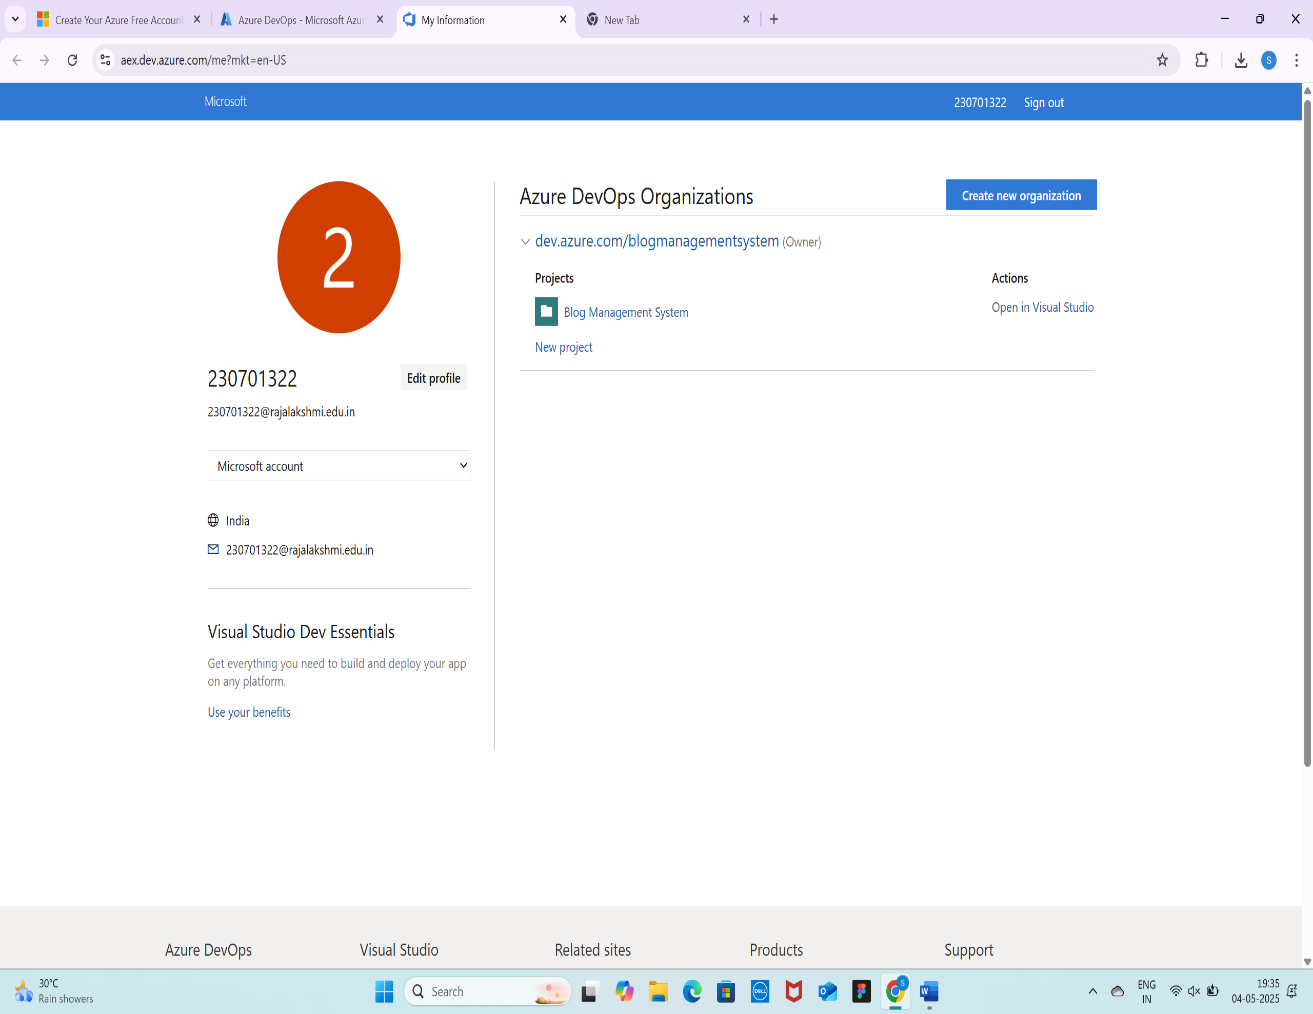 Create Your Azure Free Account
Azure DevOps - Microsoft Azur
My Information
New Tab
aex.dev.azure.com/me?mkt=en-US
S
Microsoft
230701322
Sign out
2
230701322
Edit profile
230701322@rajalakshmi.edu.in
Microsoft account
India
230701322@rajalakshmi.edu.in
Visual Studio Dev Essentials
Get everything you need to build and deploy your app
on any platform.
Use your benefits
Azure DevOps Organizations
Create new organization
dev.azure.com/blogmanagementsystem (Owner)
Projects
Actions
Blog Management System
Open in Visual Studio
New project
Azure DevOps
Visual Studio
Related sites
Products
Support
30°C
Rain showers
Search
DELL
S
ENG
IN
19:35
04-05-2025